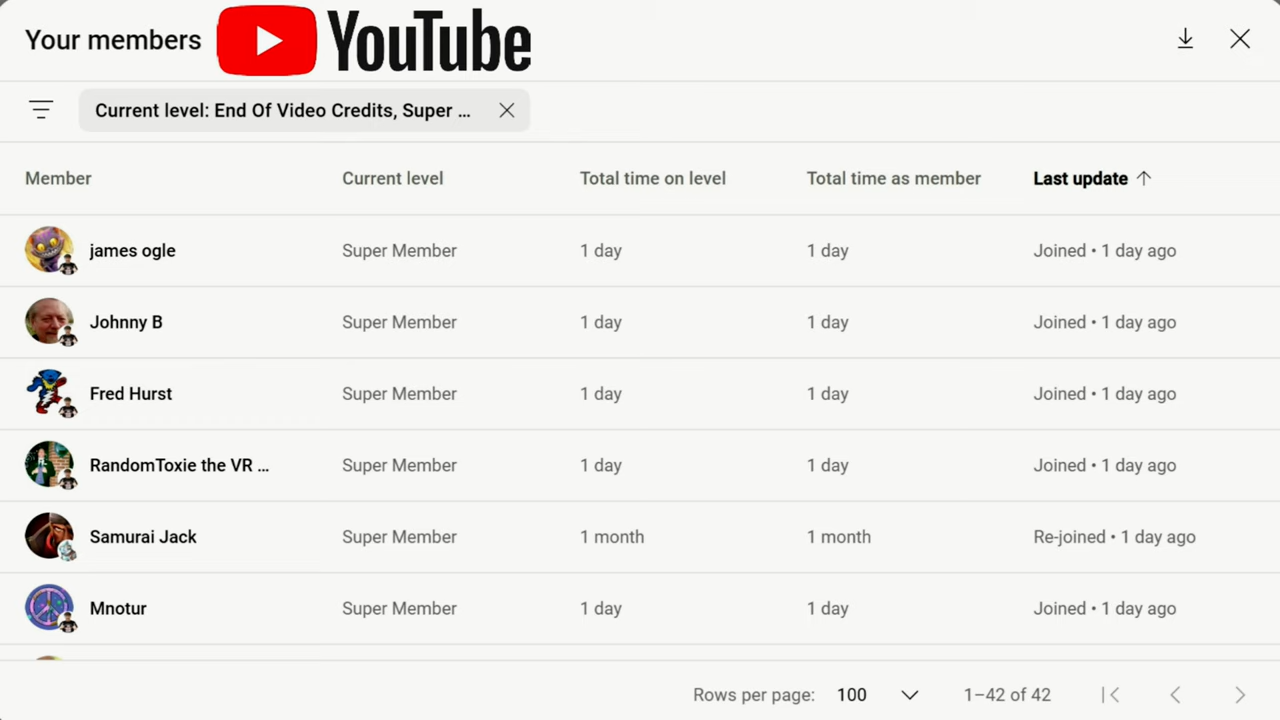 Your members YouTube
Current level: End Of Video Credits, Super ...
Member Current level Total time on level Total time as member Last update
james ogle Super Member 1 day 1 day Joined • 1 day ago
Johnny B Super Member 1 day 1 day Joined • 1 day ago
Fred Hurst Super Member 1 day 1 day Joined • 1 day ago
RandomToxie the VR ... Super Member 1 day 1 day Joined • 1 day ago
Samurai Jack Super Member 1 month 1 month Re-joined • 1 day ago
Mnotur Super Member 1 day 1 day Joined • 1 day ago
Rows per page: 100 1–42 of 42